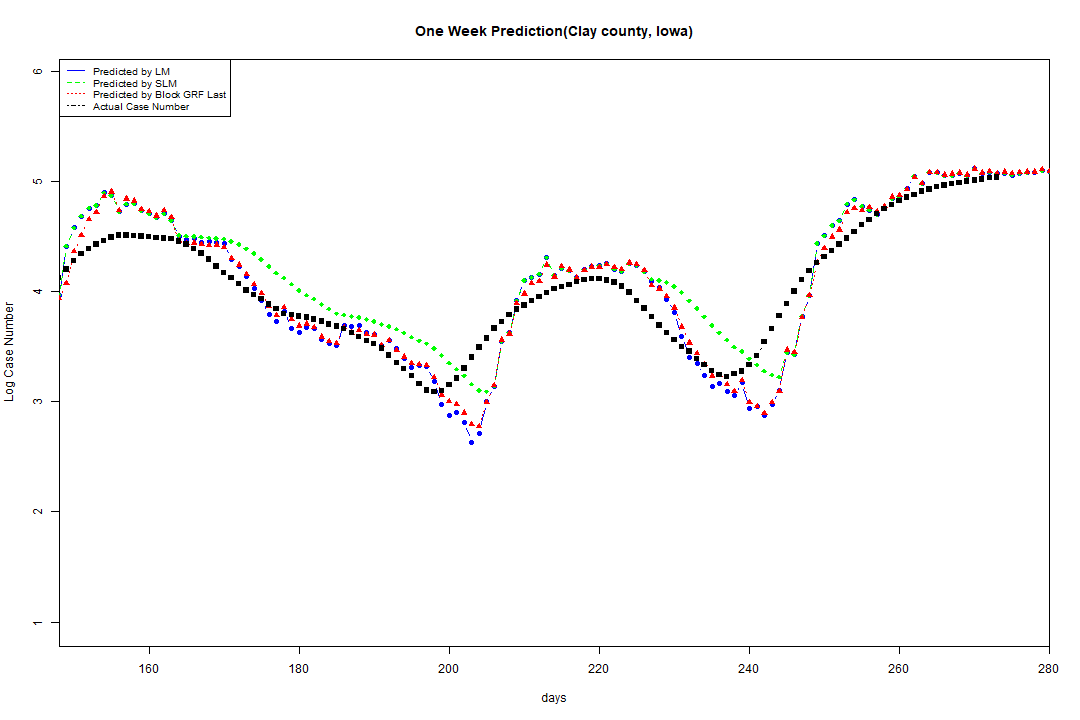 One Week Prediction(Clay county, Iowa)
Predicted by LM
Predicted by SLM
Predicted by Block GRF Last
Actual Case Number
6
5
4
3
2
1
Log Case Number
160 180 200 220 240 260 280
days